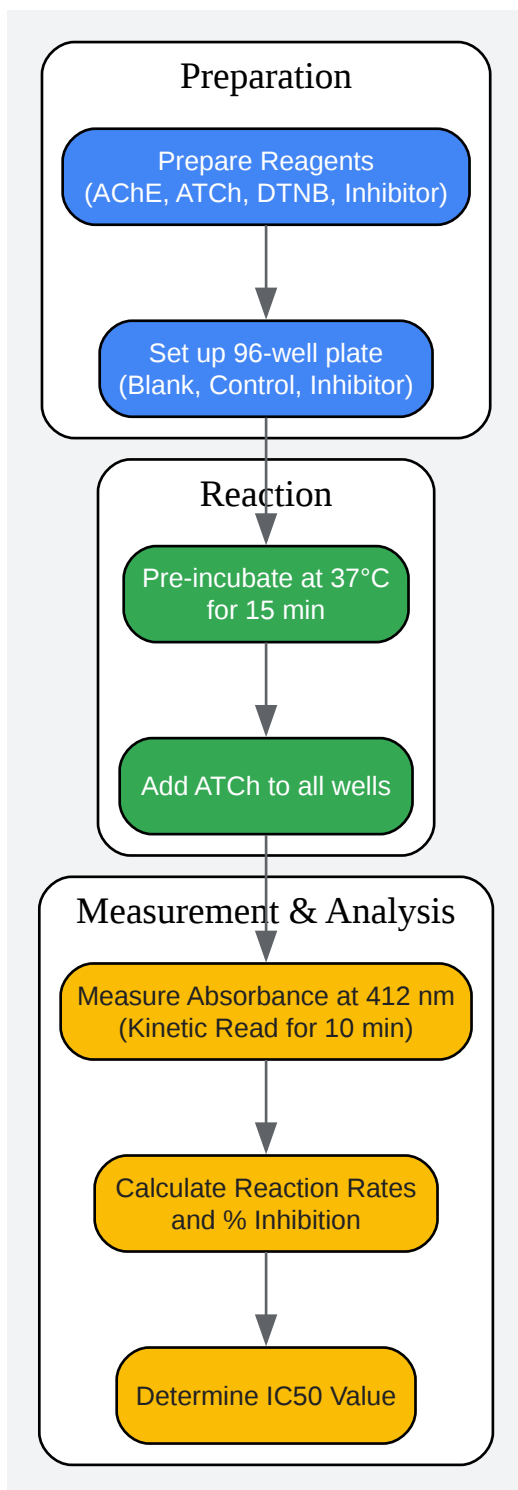 Preparation
Prepare Reagents
(AChE, ATCh, DTNB, Inhibitor)
Set up 96-well plate
(Blank, Control, Inhibitor)
Reaction
Pre-incubate at 37°C
for 15 min
Add ATCh to all wells
Measurement & Analysis
Measure Absorbance at 412 nm
(Kinetic Read for 10 min)
Calculate Reaction Rates
and % Inhibition
Determine IC50 Value